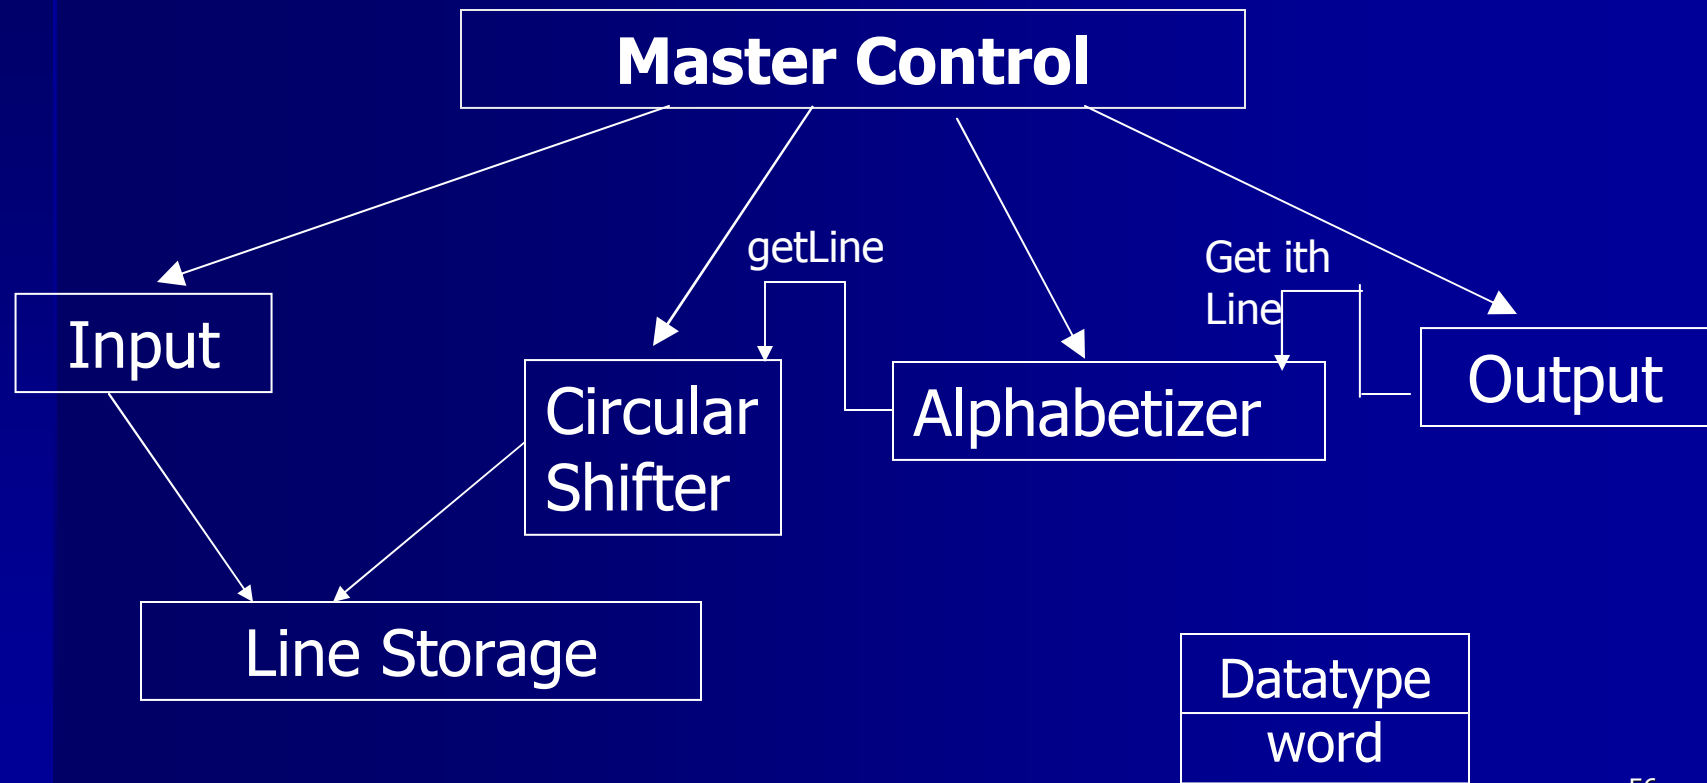 Master Control
getLine
Get ith
Line
Input
Circular
Shifter
Alphabetizer
Output
Line Storage
Datatype
word